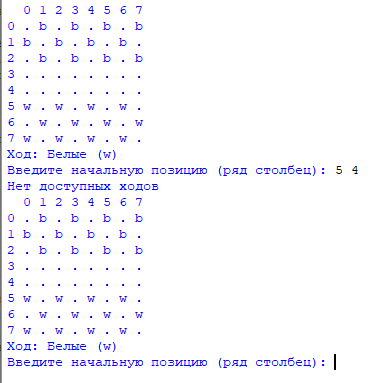 0 1 2 3 4 5 6 7
0 . b . b . b . b
1 b . b . b . b .
2 . b . b . b . b
3 . . . . . . . .
4 . . . . . . . .
5 w . w . w . w .
6 . w . w . w . w
7 w . w . w . w .
Ход: Белые (w)
Введите начальную позицию (ряд столбец): 5 4
Нет доступных ходов
  0 1 2 3 4 5 6 7
0 . b . b . b . b
1 b . b . b . b .
2 . b . b . b . b
3 . . . . . . . .
4 . . . . . . . .
5 w . w . w . w .
6 . w . w . w . w
7 w . w . w . w .
Ход: Белые (w)
Введите начальную позицию (ряд столбец):